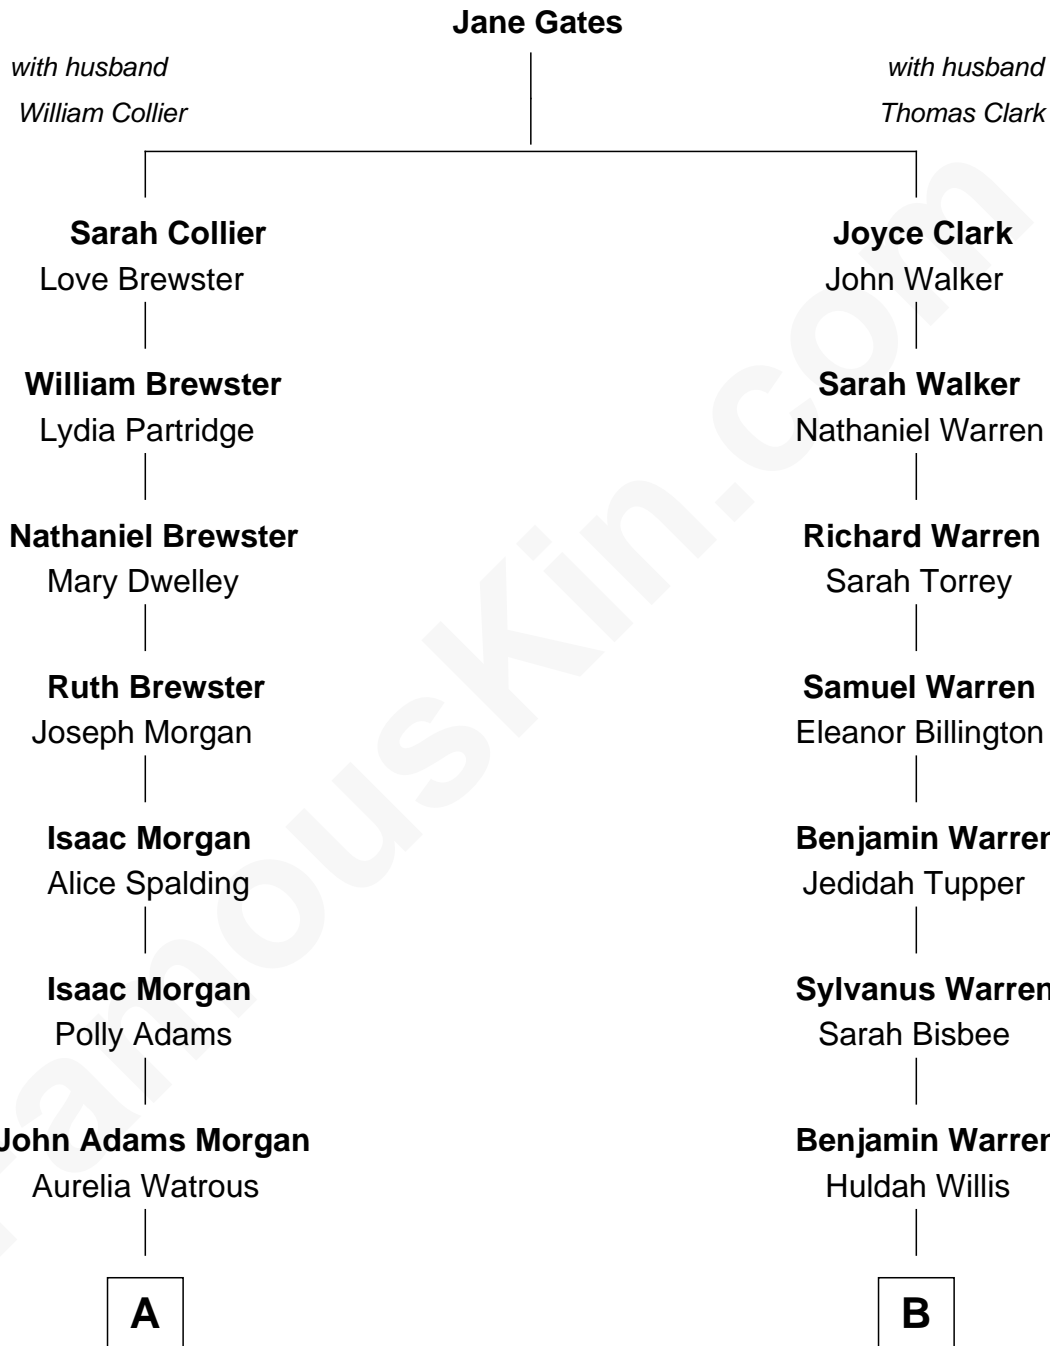 Jane Gates
with husband
William Collier
with husband
Thomas Clark
Sarah Collier
Love Brewster
Joyce Clark
John Walker
William Brewster
Lydia Partridge
Sarah Walker
Nathaniel Warren
Nathaniel Brewster
Mary Dwelley
Richard Warren
Sarah Torrey
Ruth Brewster
Joseph Morgan
Samuel Warren
Eleanor Billington
Isaac Morgan
Alice Spalding
Benjamin Warren
Jedidah Tupper
Isaac Morgan
Polly Adams
Sylvanus Warren
Sarah Bisbee
John Adams Morgan
Aurelia Watrous
Benjamin Warren
Huldah Willis
A
B
FamousKin.com